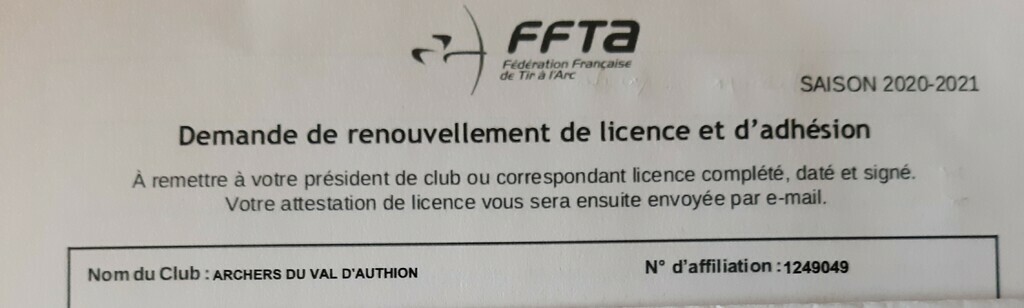 FFTa
Fédération Française
de Tir à l'Arc
SAISON 2020-2021
Demande de renouvellement de licence et d'adhésion
À remettre à votre président de club ou correspondant licence complété, daté et signé.
Votre attestation de licence vous sera ensuite envoyée par e-mail.
Nom du Club : ARCHERS DU VAL D'AUTHION N° d'affiliation : 1249049